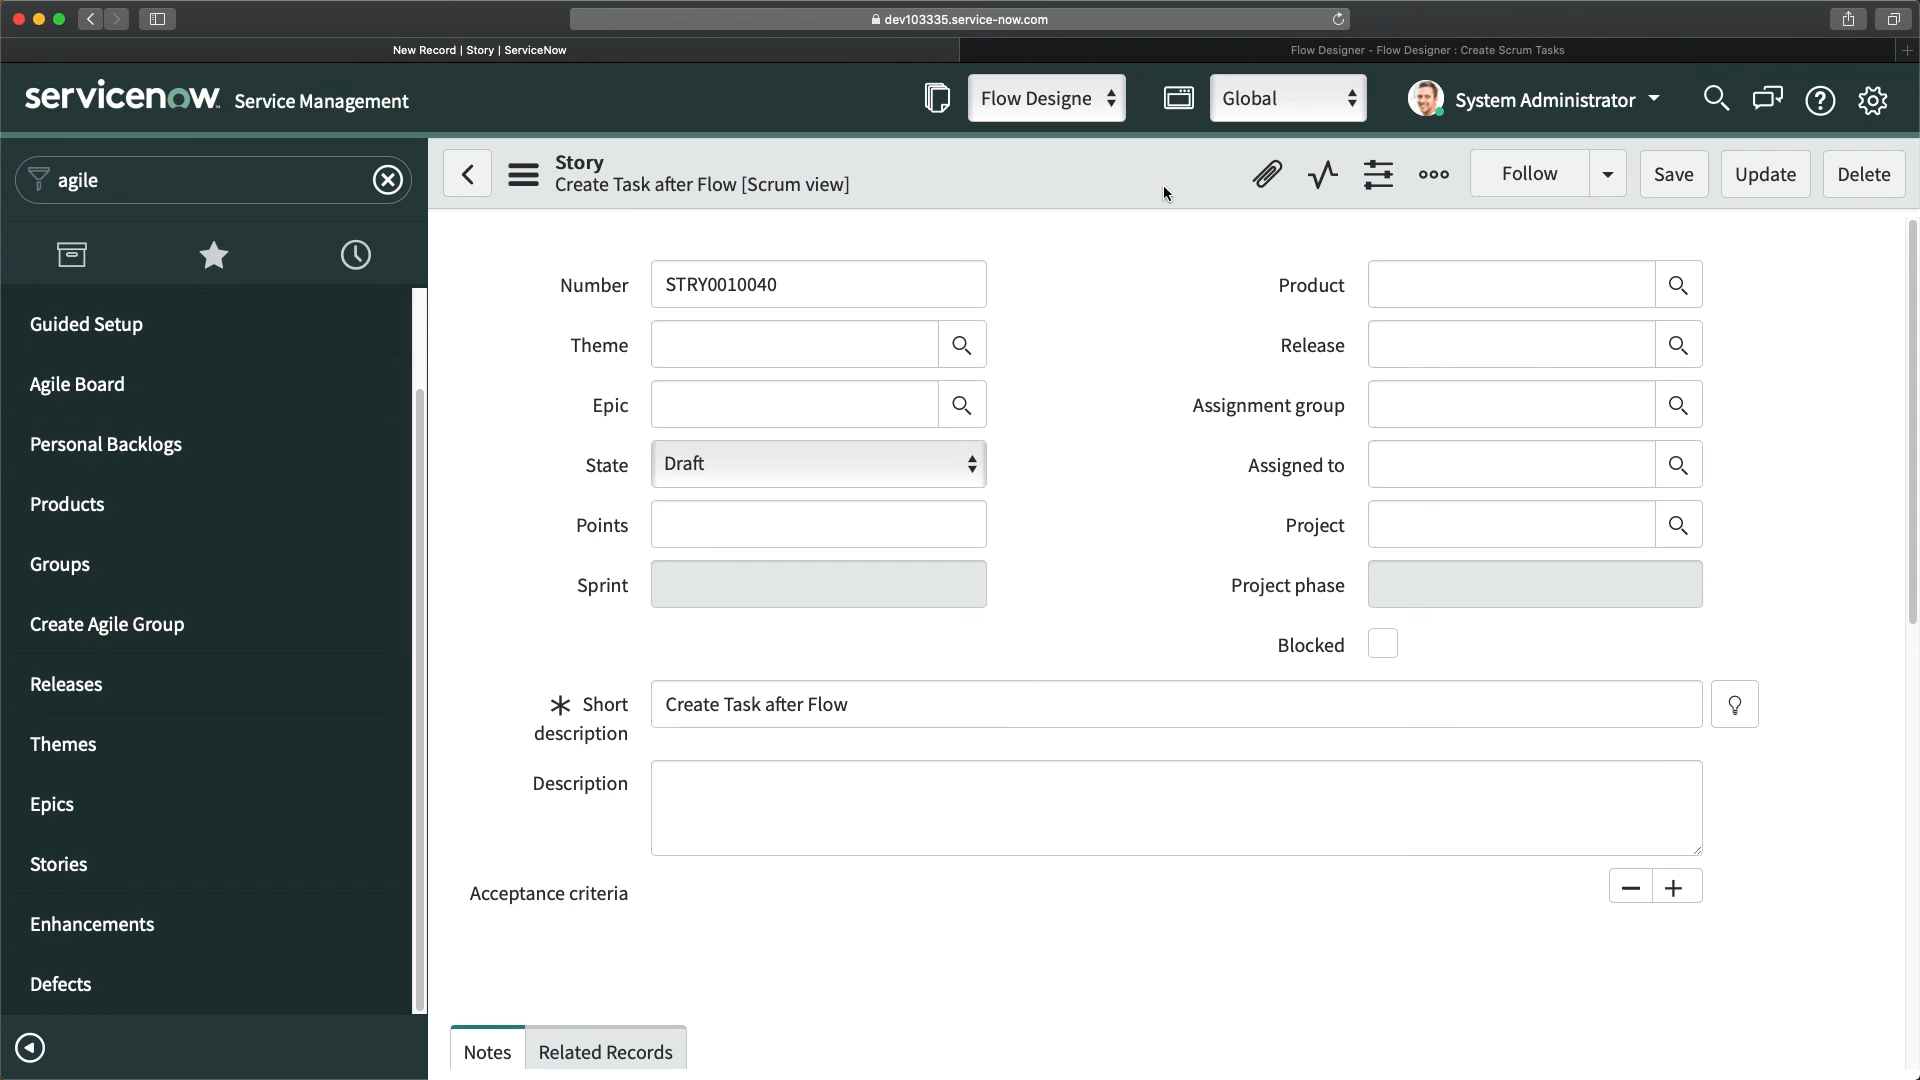 dev103335.service-now.com
New Record | Story | ServiceNow
Flow Designer - Flow Designer : Create Scrum Tasks
servicenow Service Management
Flow Designe
Global
System Administrator
agile
Story
Create Task after Flow [Scrum view]
Follow
Save
Update
Delete
Guided Setup
Agile Board
Personal Backlogs
Products
Groups
Create Agile Group
Releases
Themes
Epics
Stories
Enhancements
Defects
Number STRY0010040
Product
Theme
Release
Epic
Assignment group
State Draft
Assigned to
Points
Project
Sprint
Project phase
Blocked
Short
description
Create Task after Flow
Description
Acceptance criteria
Notes
Related Records